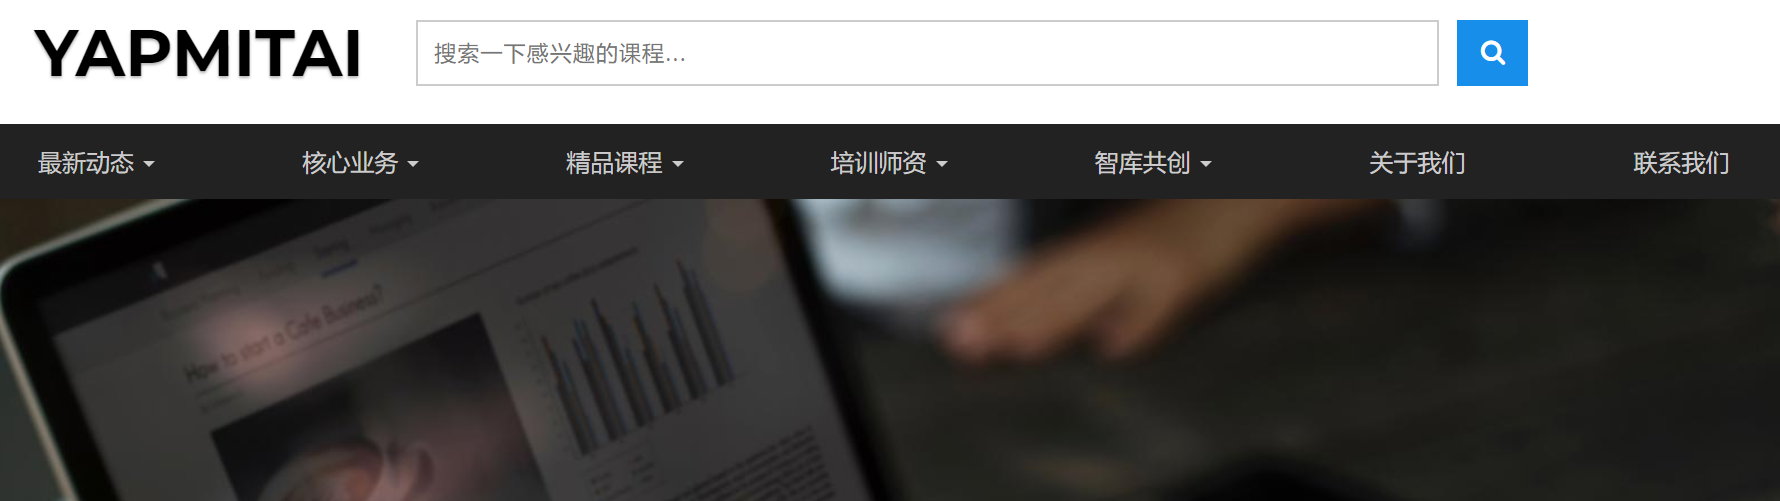 YAPMITAI
搜索一下感兴趣的课程...
最新动态
核心业务
精品课程
培训师资
智库共创
关于我们
联系我们
How to start a Cafe Business?